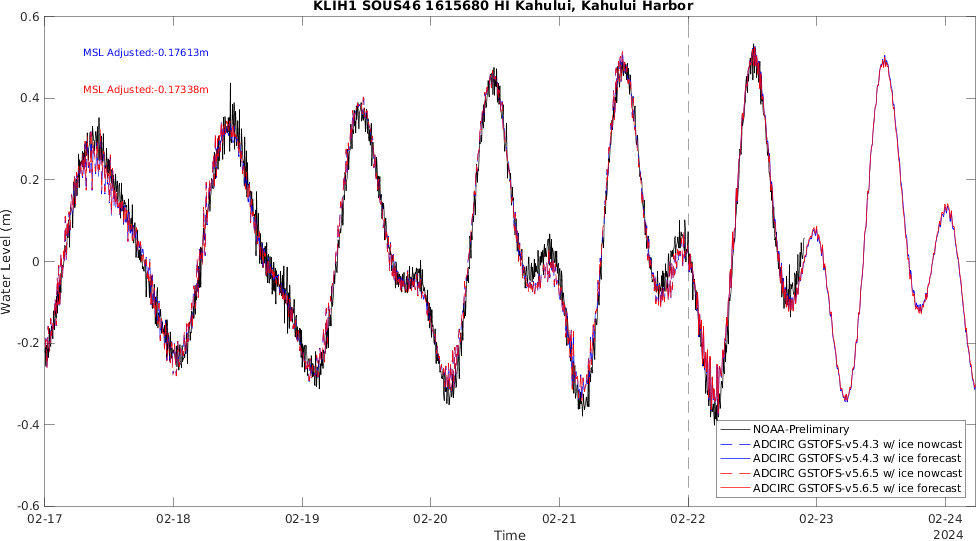 KLIH1 SOUS46 1615680 HI Kahului, Kahului Harbor
MSL Adjusted:-0.17613m
MSL Adjusted:-0.17338m
0.6
0.4
0.2
0
-0.2
-0.4
-0.6
Water Level (m)
NOAA-Preliminary
ADCIRC GSTOFS-v5.4.3 w/ ice nowcast
ADCIRC GSTOFS-v5.4.3 w/ ice forecast
ADCIRC GSTOFS-v5.6.5 w/ ice nowcast
ADCIRC GSTOFS-v5.6.5 w/ ice forecast
02-17 02-18 02-19 02-20 02-21 02-22 02-23 02-24
2024
Time